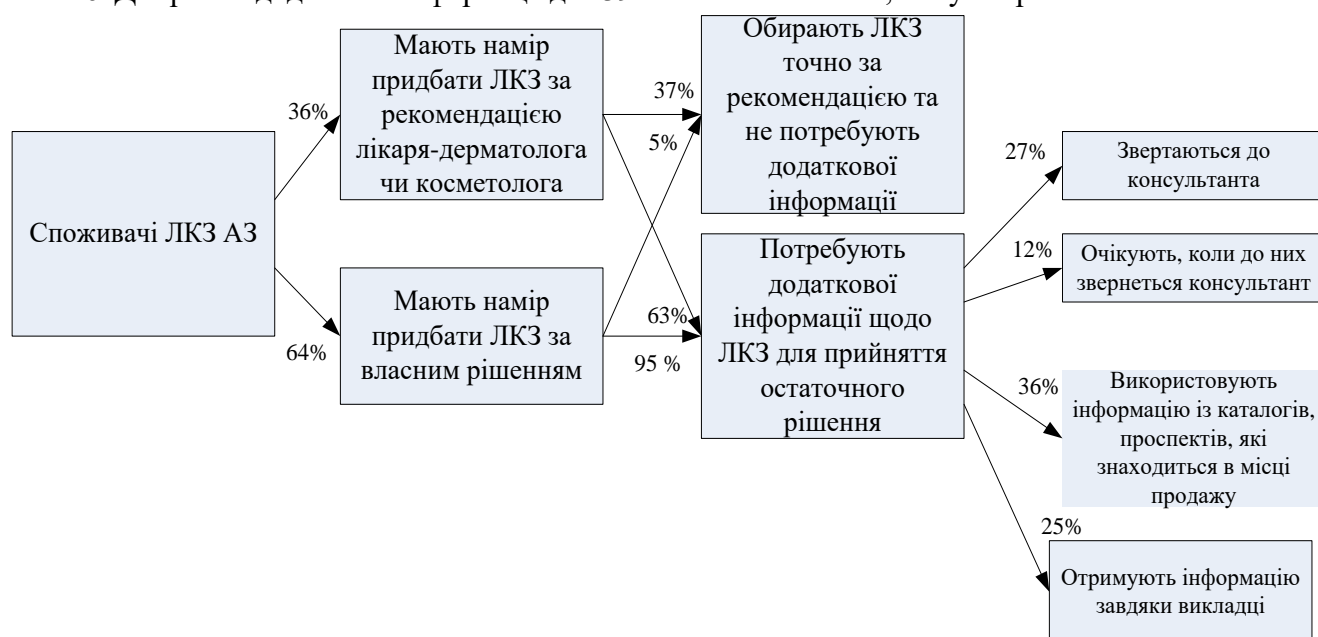 Споживачі ЛКЗ АЗ
36%
64%
Мають намір
придбати ЛКЗ за
рекомендацією
лікаря-дерматолога
чи косметолога
Мають намір
придбати ЛКЗ за
власним рішенням
37%
5%
63%
95 %
Обирають ЛКЗ
точно за
рекомендацією та
не потребують
додаткової
інформації
Потребують
додаткової
інформації щодо
ЛКЗ для прийняття
остаточного
рішення
27%
12%
36%
25%
Звертаються до
консультанта
Очікують, коли до них
звернеться консультант
Використовують
інформацію із каталогів,
проспектів, які
знаходиться в місці
продажу
Отримують інформацію
завдяки викладці